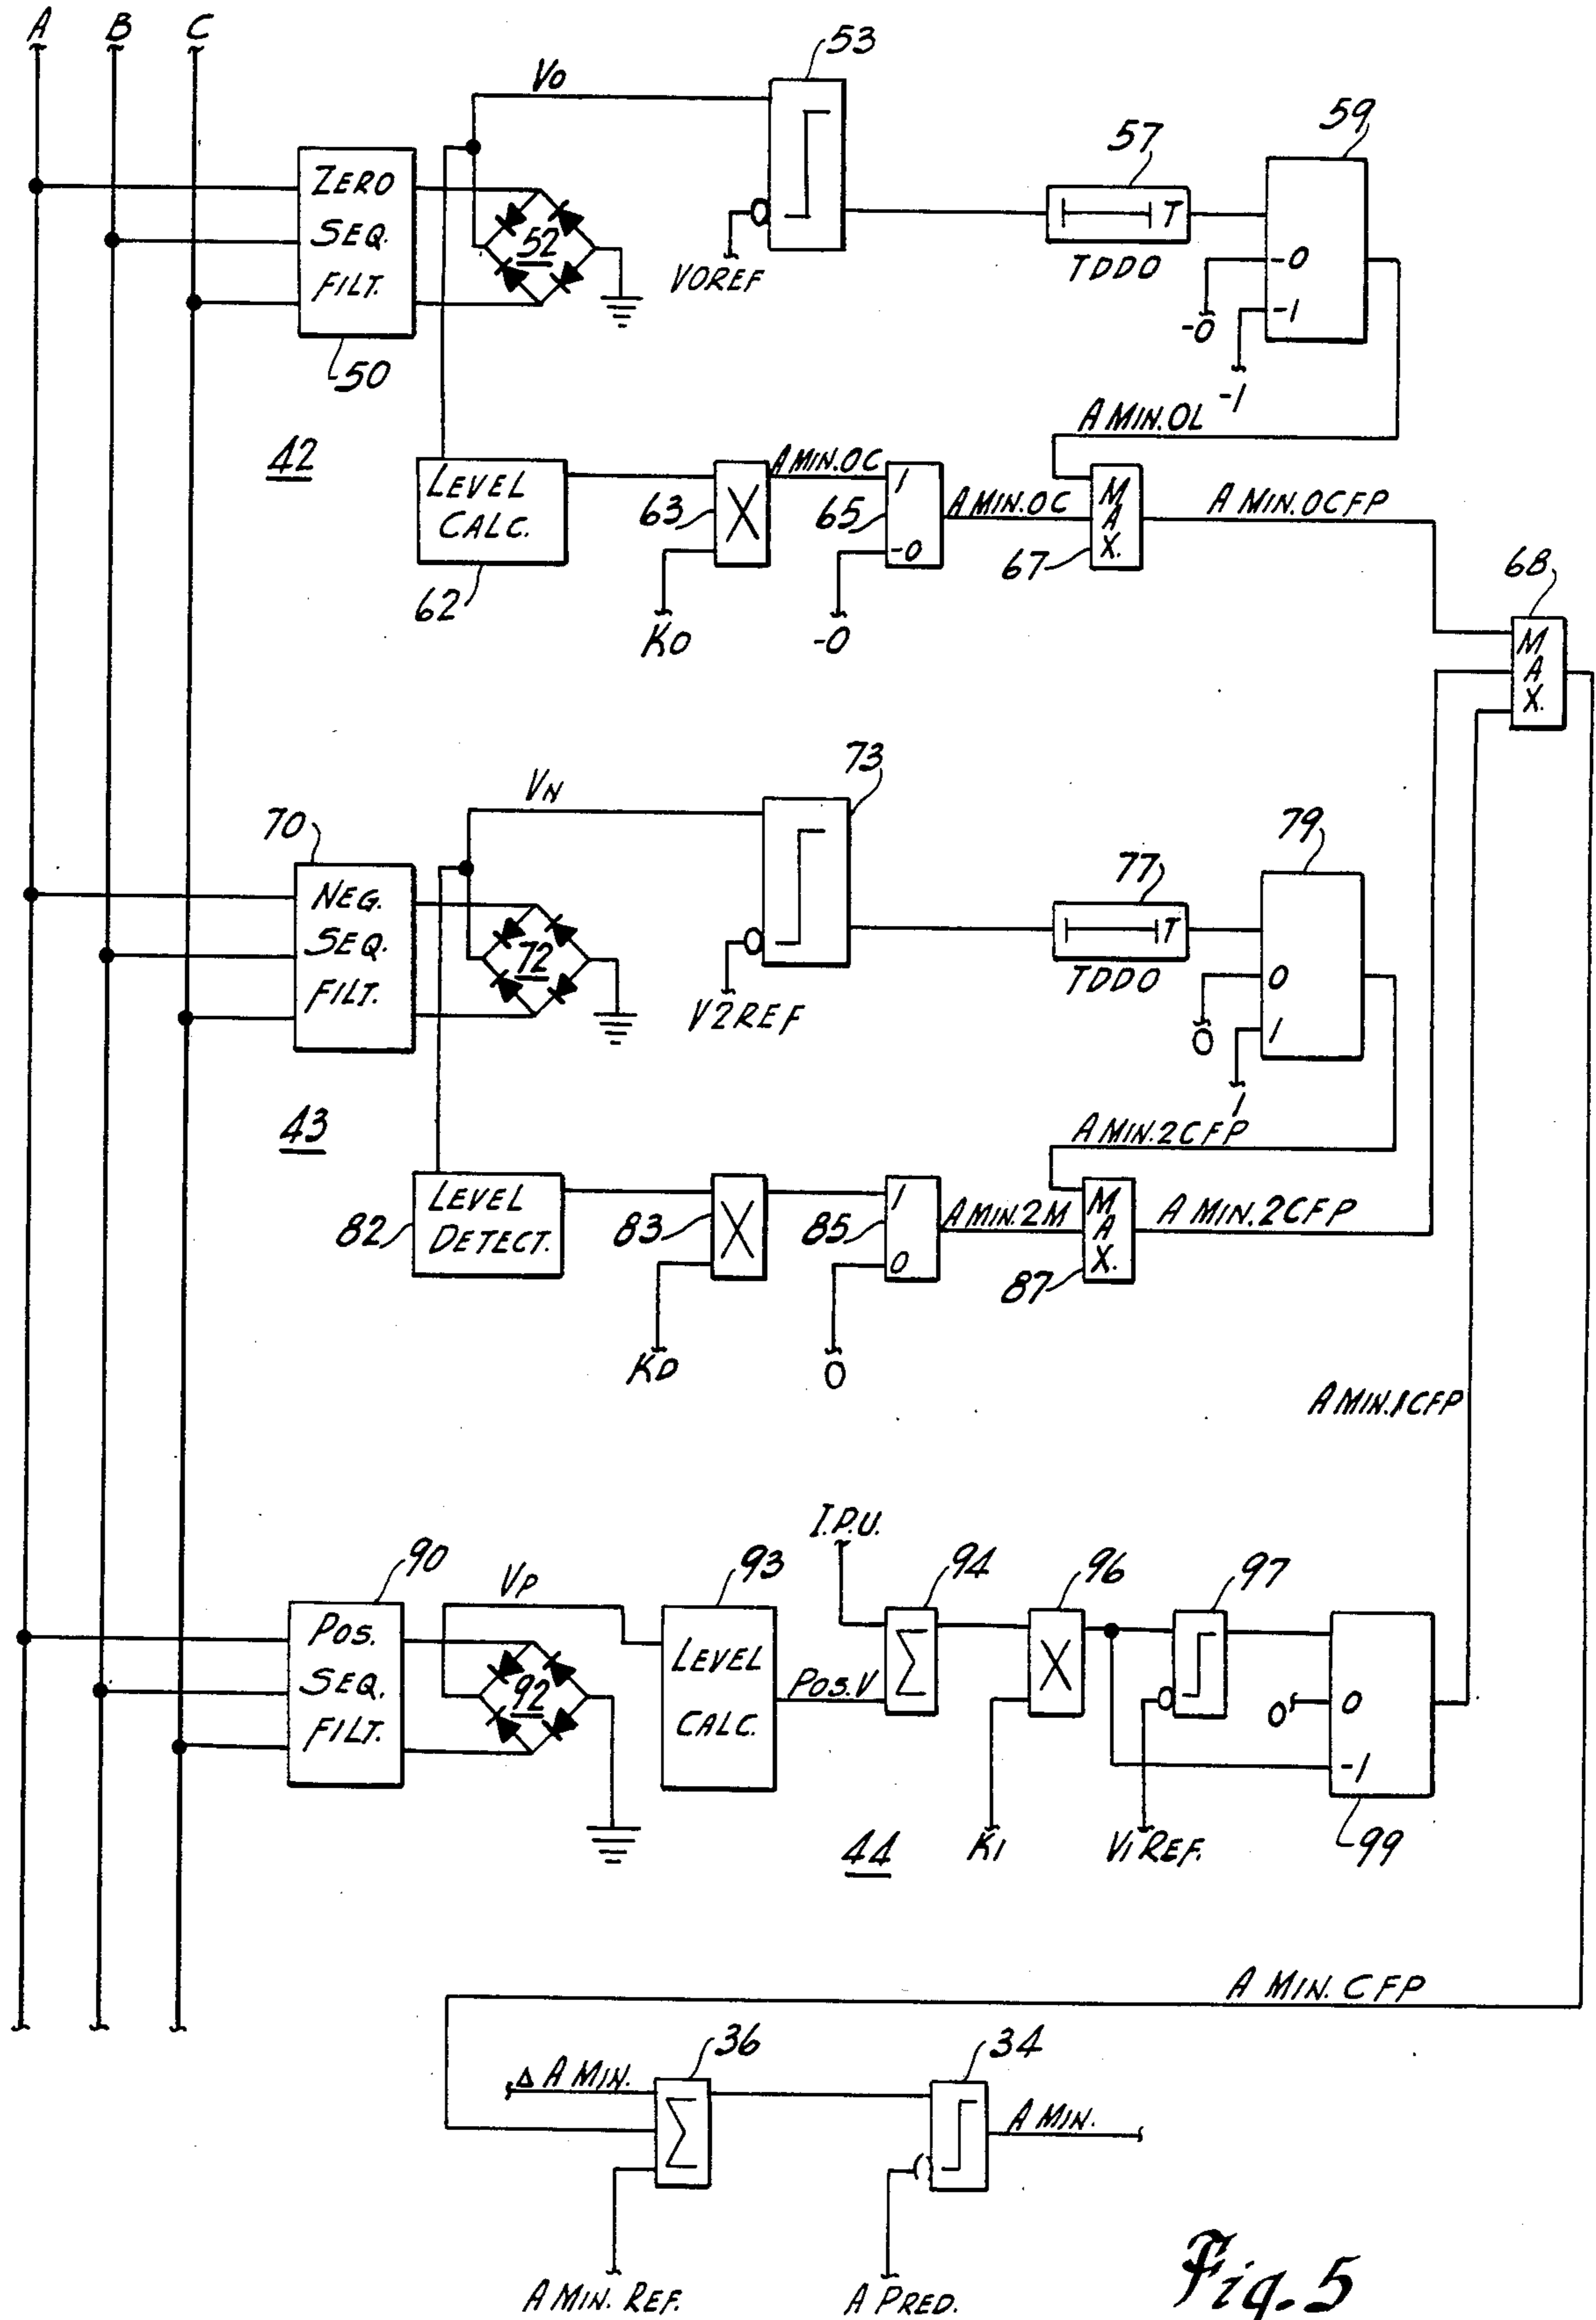 A B C
53
Vo
59
57
ZERO
SEQ.
FILT.
52
T
VOREF
TDDO
-0
-1
-0
-1
50
42
A MIN.OL
LEVEL
CALC.
63
X
A MIN.OC
65
1
-0
A MIN.OC
MAX.
67
A MIN.OCFP
68
62
KO
-0
MAX.
VN
73
70
79
77
NEG.
SEQ.
FILT.
72
T
TDDO
V2REF
0
1
0
1
43
A MIN.2CFP
82
LEVEL
DETECT.
83
X
85
1
0
A MIN.2M
MAX.
87
A MIN.2CFP
KD
0
A MIN.1CFP
I.P.U.
90
VP
93
94
96
97
POS.
SEQ.
FILT.
92
LEVEL
CALC.
POS.V
Σ
X
0
0
-1
44
K1
V1 REF.
99
A MIN. CFP
36
34
Δ A MIN.
Σ
A MIN.
A MIN. REF.
A PRED.
Fig. 5